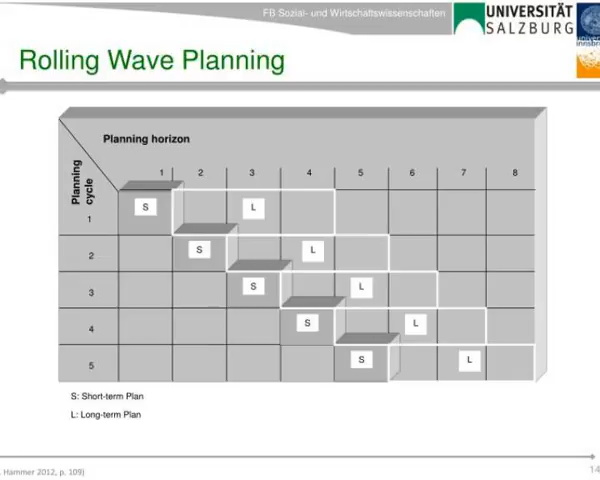 FB Sozial- und Wirtschaftswissenschaften
UNIVERSITÄT
SALZBURG
Rolling Wave Planning
Planning horizon
Planning
cycle
1 2 3 4 5 6 7 8
1 S L
2 S L
3 S L
4 S L
5 S L
S: Short-term Plan
L: Long-term Plan
Hammer 2012, p. 109)
14